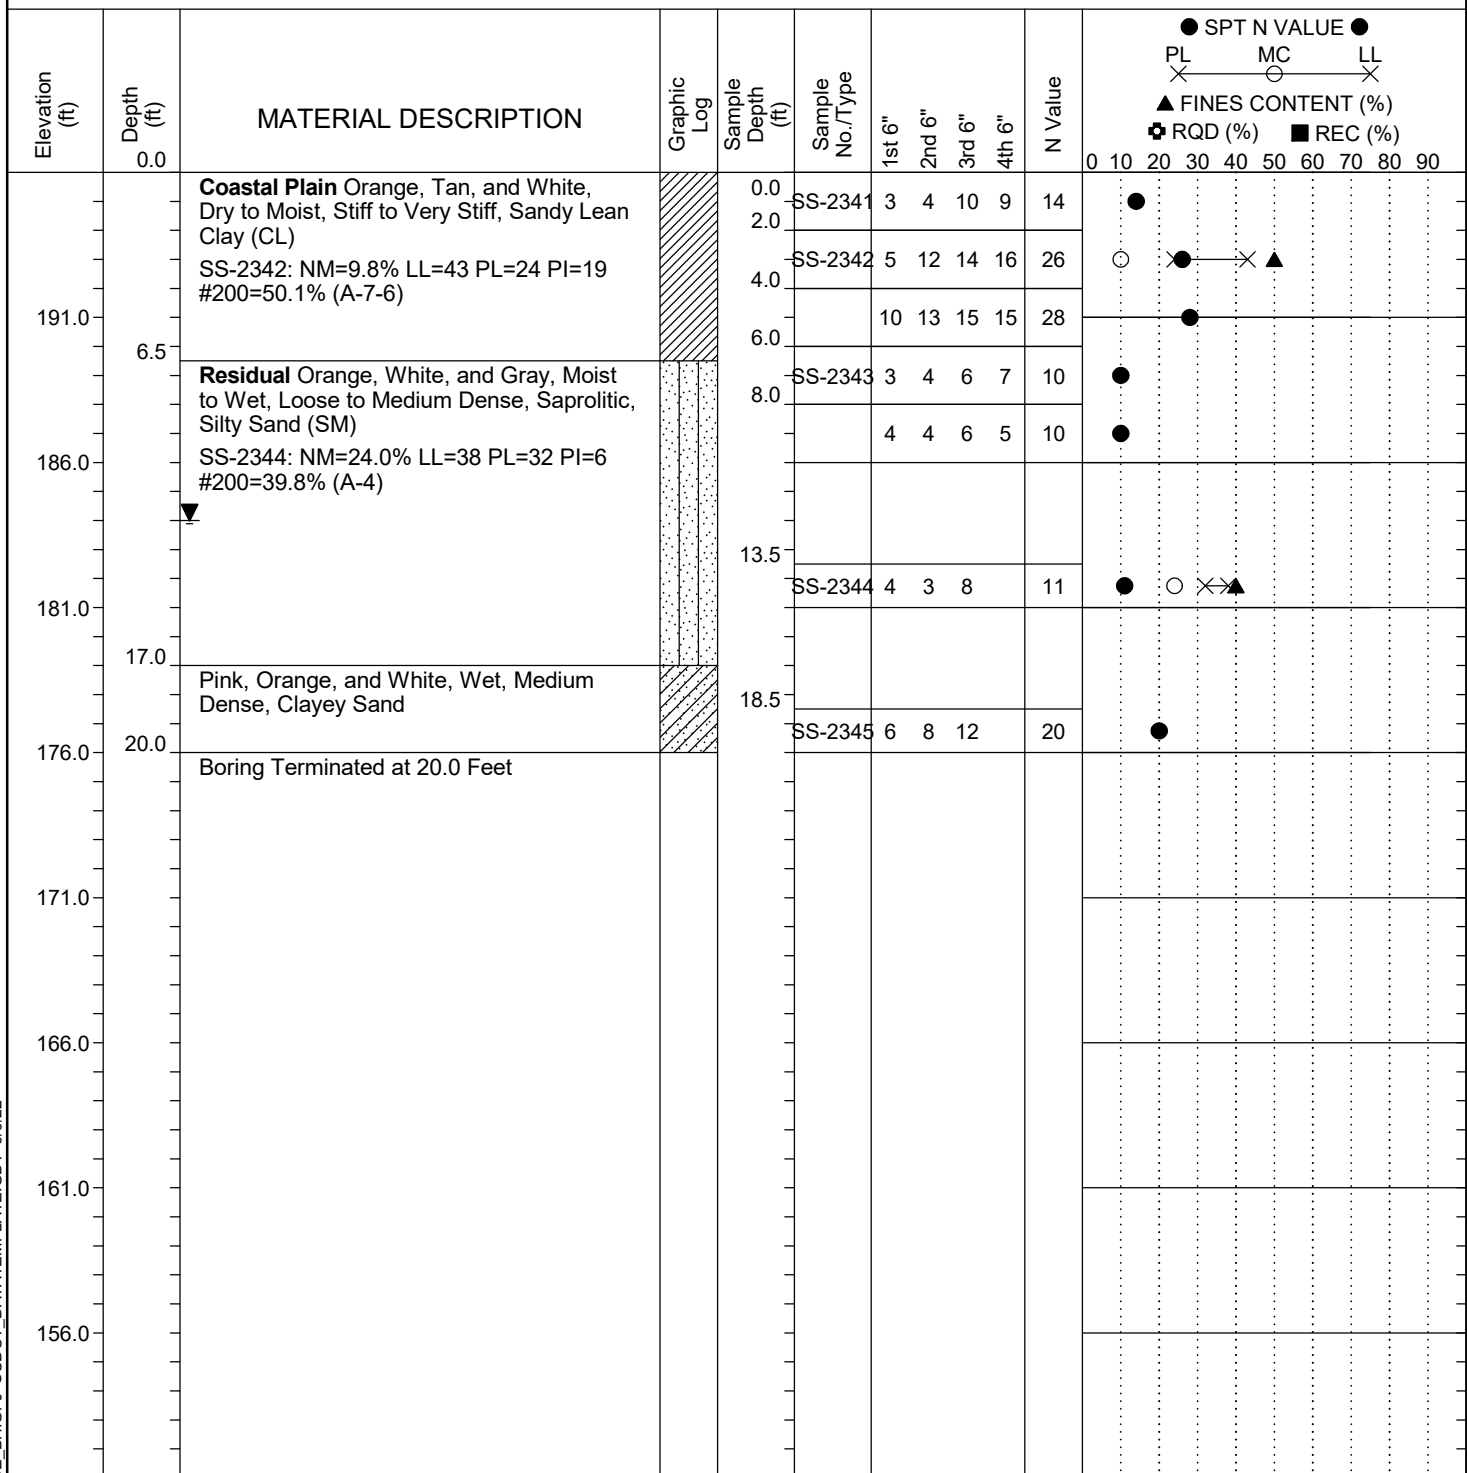 ● SPT N VALUE ●
PL MC LL
▲ FINES CONTENT (%)
RQD (%) ■ REC (%)
0 10 20 30 40 50 60 70 80 90
Elevation (ft)
Depth (ft)
0.0
MATERIAL DESCRIPTION
Graphic Log
Sample Depth (ft)
Sample No./Type
1st 6"
2nd 6"
3rd 6"
4th 6"
N Value
Coastal Plain Orange, Tan, and White,
Dry to Moist, Stiff to Very Stiff, Sandy Lean
Clay (CL)
SS-2342: NM=9.8% LL=43 PL=24 PI=19
#200=50.1% (A-7-6)
0.0
SS-2341 3 4 10 9 14
2.0
SS-2342 5 12 14 16 26
4.0
191.0
10 13 15 15 28
6.0
6.5
Residual Orange, White, and Gray, Moist
to Wet, Loose to Medium Dense, Saprolitic,
Silty Sand (SM)
SS-2344: NM=24.0% LL=38 PL=32 PI=6
#200=39.8% (A-4)
SS-2343 3 4 6 7 10
8.0
4 4 6 5 10
186.0
13.5
SS-2344 4 3 8 11
181.0
17.0
Pink, Orange, and White, Wet, Medium
Dense, Clayey Sand
18.5
SS-2345 6 8 12 20
20.0
176.0
Boring Terminated at 20.0 Feet
171.0
166.0
161.0
156.0